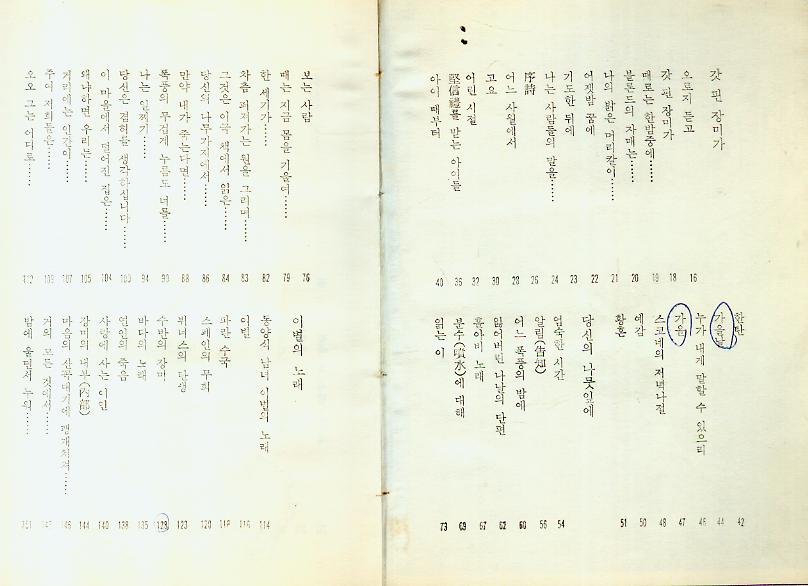 갓 핀 장미가
오로지 듣고 16
갓 핀 장미가 18
때로는 한밤중에…… 19
블론드의 자매는…… 20
나의 밝은 머리칼이…… 21
어젯밤 꿈에 22
기도한 뒤에 23
나는 사람들의 말을…… 24
序詩
어느 사월에서 28
고요 30
어린 시절 32
堅信禮를 받는 아이들 36
아이 때부터 40
한탄 42
가을날 44
누가 내게 말할 수 있으리 46
가을 47
스코네의 저녁나절 48
예감 50
황혼 51
당신의 나뭇잎에
엄숙한 시간 54
알림(告知) 56
어느 폭풍의 밤에 60
잃어버린 나날의 단편 62
홀아비 노래 67
분수(噴水)에 대해 69
읽는 이 73
보는 사람 76
때는 지금 몸을 기울여…… 79
한 세기가…… 82
차츰 퍼져가는 원을 그리며…… 83
그것은 이국 책에서 읽은…… 84
당신의 나무가지에서…… 86
만약 내가 죽는다면…… 88
폭풍의 무겁게 누름도 너를…… 90
나는 일찌기…… 94
당신은 겸허를 생각하십니다…… 100
이 마을에서 떨어진 집은…… 104
왜냐하면 우리는…… 105
거리에는 인간이…… 107
주여 저희들은…… 109
오오 그는 어디로…… 112
이별의 노래
동양식 남녀 이별의 노래 114
이별 116
파란 수국 118
스페인의 무희 120
뷔너스의 탄생 123
수반의 장미 129
바다의 노래 135
연인의 죽음 138
사랑에 사는 여인 140
장미의 내부(內部) 144
마음의 산꼭대기에 팽개쳐져…… 146
거의 모든 것에서……
밤에 울면서 누워…… 151